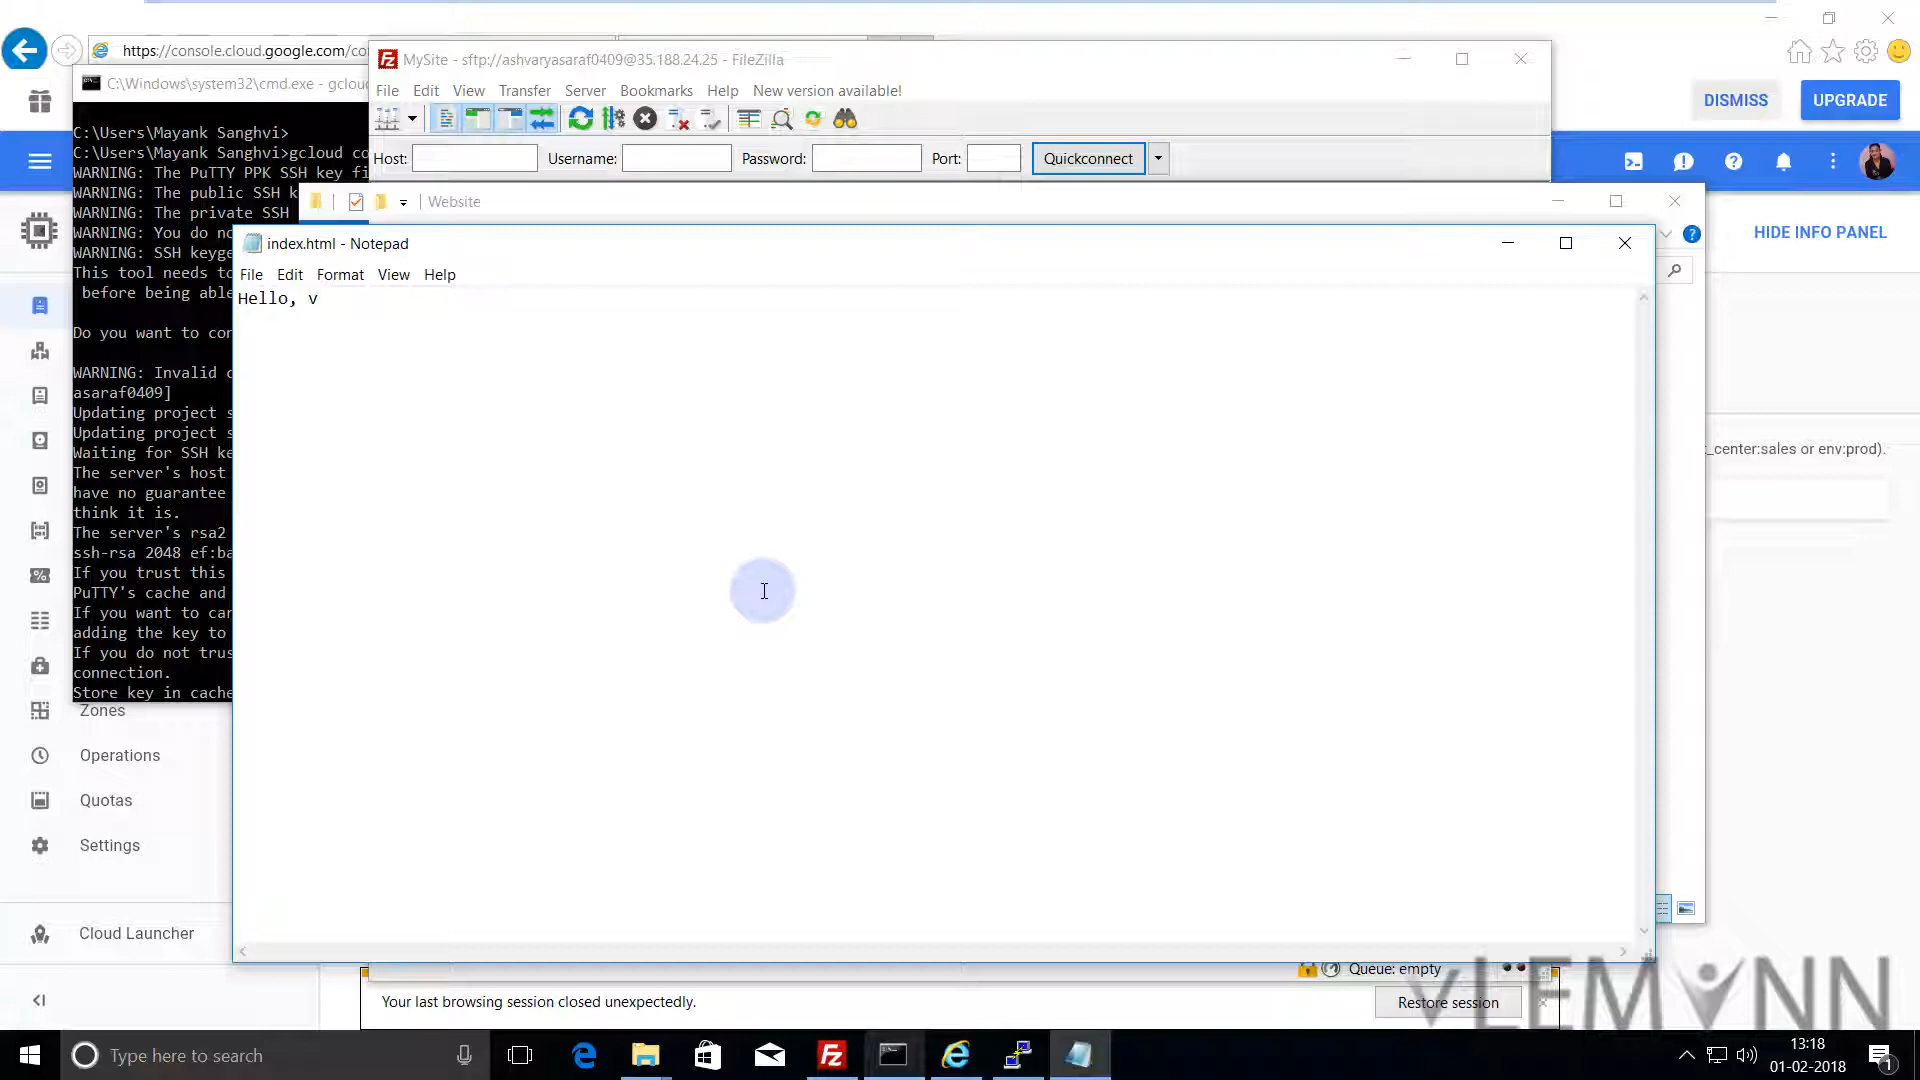 https://console.cloud.google.com/co
MySite - sftp://ashvaryasaraf0409@35.188.24.25 - FileZilla
C:\Windows\system32\cmd.exe - gcloud
File Edit View Transfer Server Bookmarks Help New version available!
DISMISS
UPGRADE
Host:
Username:
Password:
Port:
Quickconnect
C:\Users\Mayank Sanghvi>
C:\Users\Mayank Sanghvi>gcloud co
WARNING: The PuTTY PPK SSH key fi
WARNING: The public SSH k
WARNING: The private SSH
WARNING: You do no
WARNING: SSH keyge
This tool needs to
before being able
Do you want to con
WARNING: Invalid c
asaraf0409]
Updating project s
Updating project s
Waiting for SSH ke
The server's host
have no guarantee
think it is.
The server's rsa2
ssh-rsa 2048 ef:ba
If you trust this
PuTTY's cache and
If you want to car
adding the key to
If you do not trus
connection.
Store key in cache
Website
HIDE INFO PANEL
index.html - Notepad
File Edit Format View Help
Hello, v
_center:sales or env:prod).
Zones
Operations
Quotas
Settings
Cloud Launcher
Queue: empty
Your last browsing session closed unexpectedly.
Restore session
vLEMONN
Type here to search
13:18
01-02-2018
1